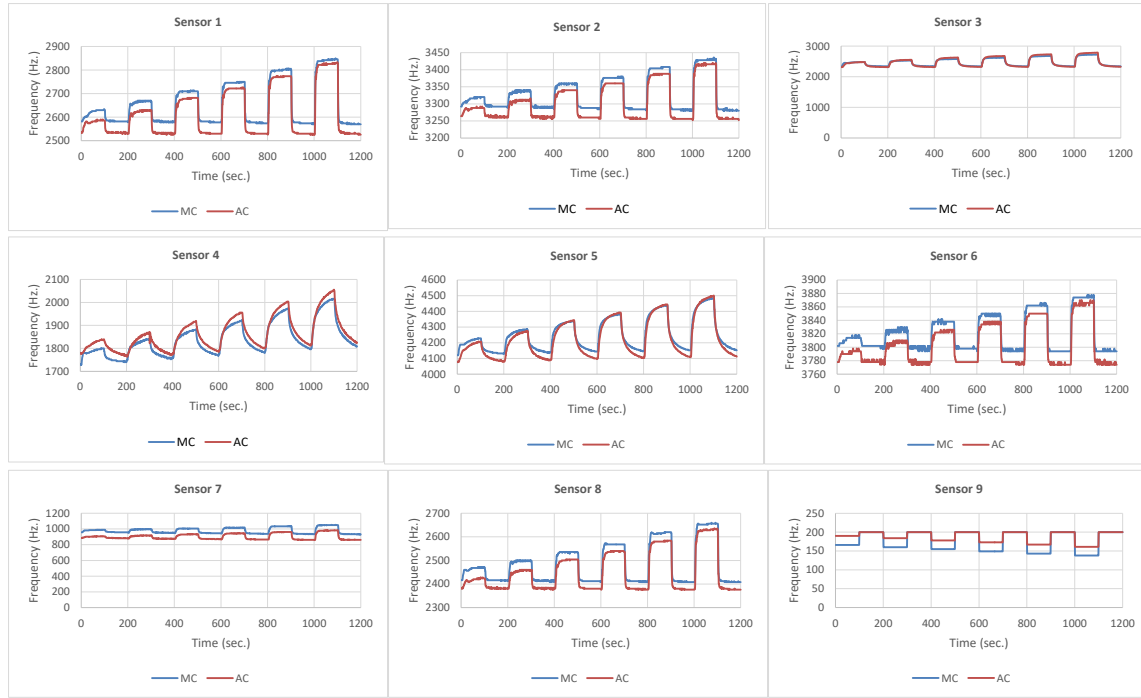 Sensor 1
Frequency (Hz.)
2900
2800
2700
2600
2500
0 200 400 600 800 1000 1200
Time (sec.)
MC AC
Sensor 2
Frequency (Hz.)
3450
3400
3350
3300
3250
3200
0 200 400 600 800 1000 1200
Time (sec.)
MC AC
Sensor 3
Frequency (Hz.)
3000
2000
1000
0
0 200 400 600 800 1000 1200
Time (sec.)
MC AC
Sensor 4
Frequency (Hz.)
2100
2000
1900
1800
1700
0 200 400 600 800 1000 1200
Time (sec.)
MC AC
Sensor 5
Frequency (Hz.)
4600
4500
4400
4300
4200
4100
4000
0 200 400 600 800 1000 1200
Time (sec.)
MC AC
Sensor 6
Frequency (Hz.)
3900
3880
3860
3840
3820
3800
3780
3760
0 200 400 600 800 1000 1200
Time (sec.)
MC AC
Sensor 7
Frequency (Hz.)
1200
1000
800
600
400
200
0
0 200 400 600 800 1000 1200
Time (sec.)
MC AC
Sensor 8
Frequency (Hz.)
2700
2600
2500
2400
2300
0 200 400 600 800 1000 1200
Time (sec.)
MC AC
Sensor 9
Frequency (Hz.)
250
200
150
100
50
0
0 200 400 600 800 1000 1200
Time (sec.)
MC AC